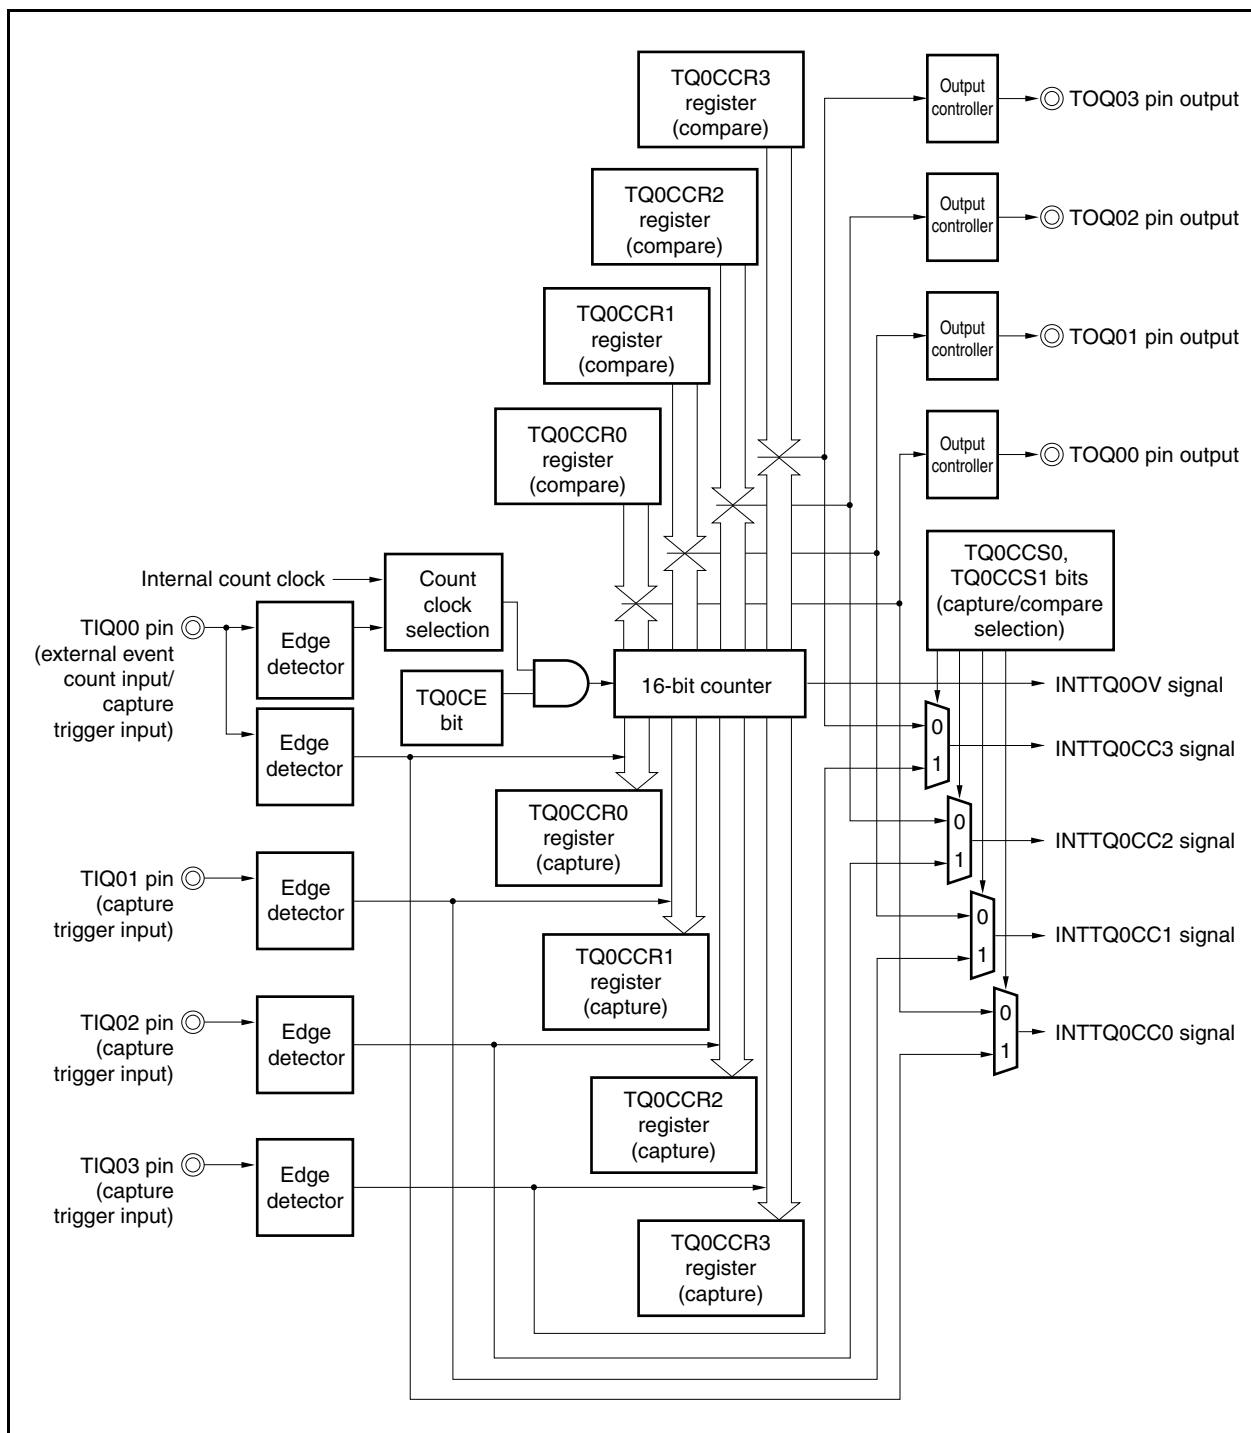 TQ0CCR3
register
(compare)
Output
controller
TOQ03 pin output
TQ0CCR2
register
(compare)
Output
controller
TOQ02 pin output
TQ0CCR1
register
(compare)
Output
controller
TOQ01 pin output
TQ0CCR0
register
(compare)
Output
controller
TOQ00 pin output
TQ0CCS0,
TQ0CCS1 bits
(capture/compare
selection)
Internal count clock
Count
clock
selection
TIQ00 pin
(external event
count input/
capture
trigger input)
Edge
detector
TQ0CE
bit
16-bit counter
INTTQ0OV signal
Edge
detector
0
1
INTTQ0CC3 signal
TQ0CCR0
register
(capture)
0
1
INTTQ0CC2 signal
TIQ01 pin
(capture
trigger input)
Edge
detector
0
1
INTTQ0CC1 signal
TQ0CCR1
register
(capture)
TIQ02 pin
(capture
trigger input)
Edge
detector
0
1
INTTQ0CC0 signal
TQ0CCR2
register
(capture)
TIQ03 pin
(capture
trigger input)
Edge
detector
TQ0CCR3
register
(capture)